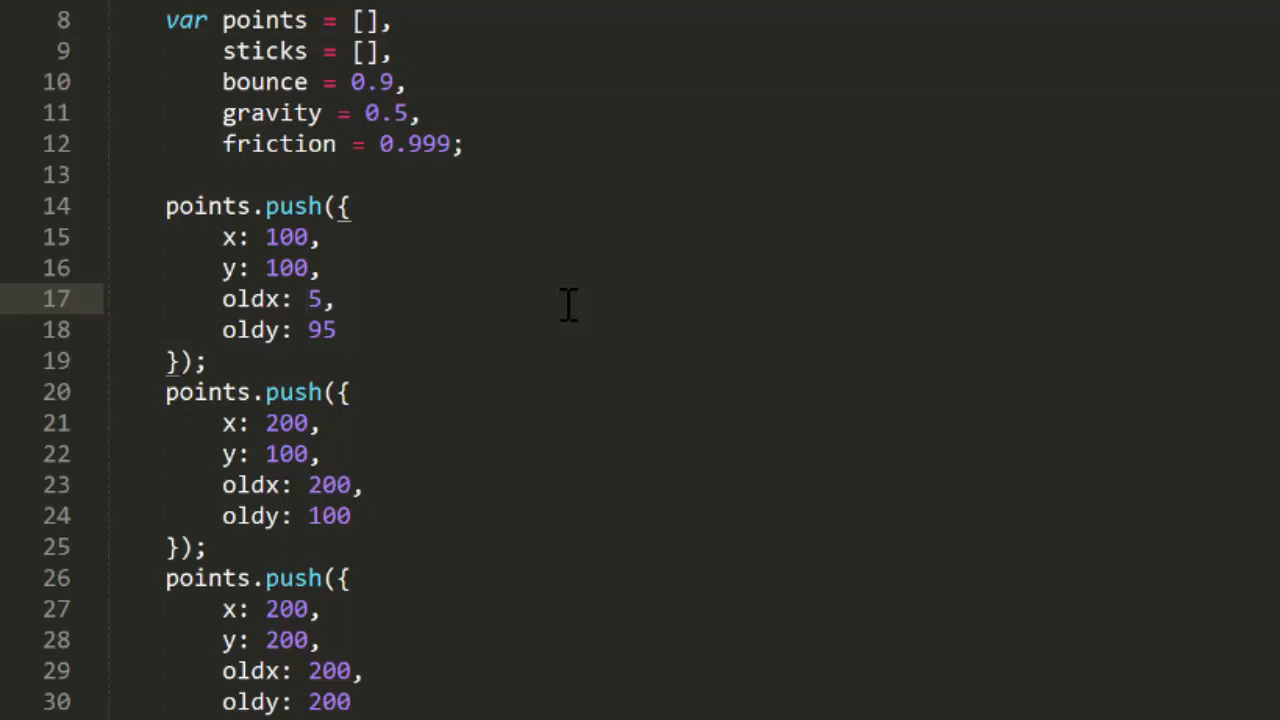 8 var points = [],
9 sticks = [],
10 bounce = 0.9,
11 gravity = 0.5,
12 friction = 0.999;
13
14 points.push({
15 x: 100,
16 y: 100,
17 oldx: 5,
18 oldy: 95
19 });
20 points.push({
21 x: 200,
22 y: 100,
23 oldx: 200,
24 oldy: 100
25 });
26 points.push({
27 x: 200,
28 y: 200,
29 oldx: 200,
30 oldy: 200